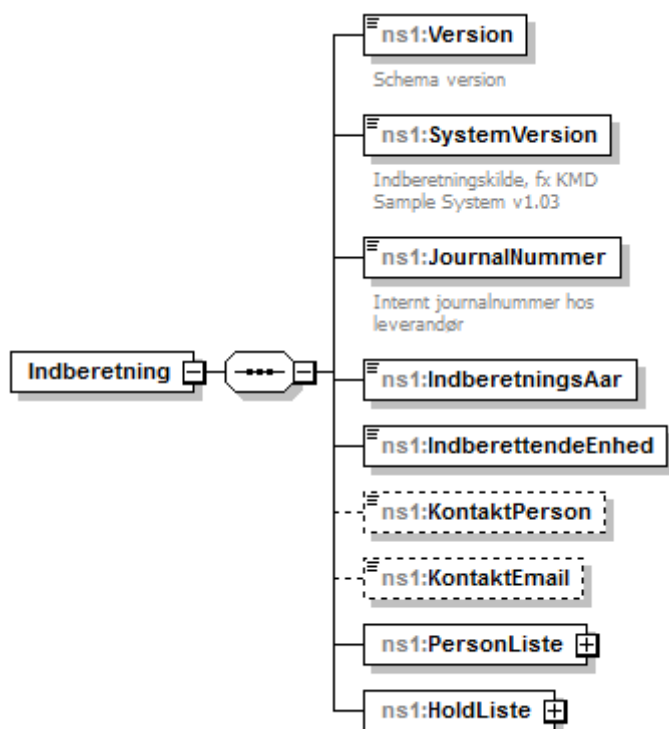 ns1:Version
Schema version
ns1:SystemVersion
Indberetningskilde, fx KMD
Sample System v1.03
ns1:JournalNummer
Internt journalnummer hos
leverandør
Indberetning
ns1:IndberetningsAar
ns1:IndberettendeEnhed
ns1:KontaktPerson
ns1:KontaktEmail
ns1:PersonListe
ns1:HoldListe